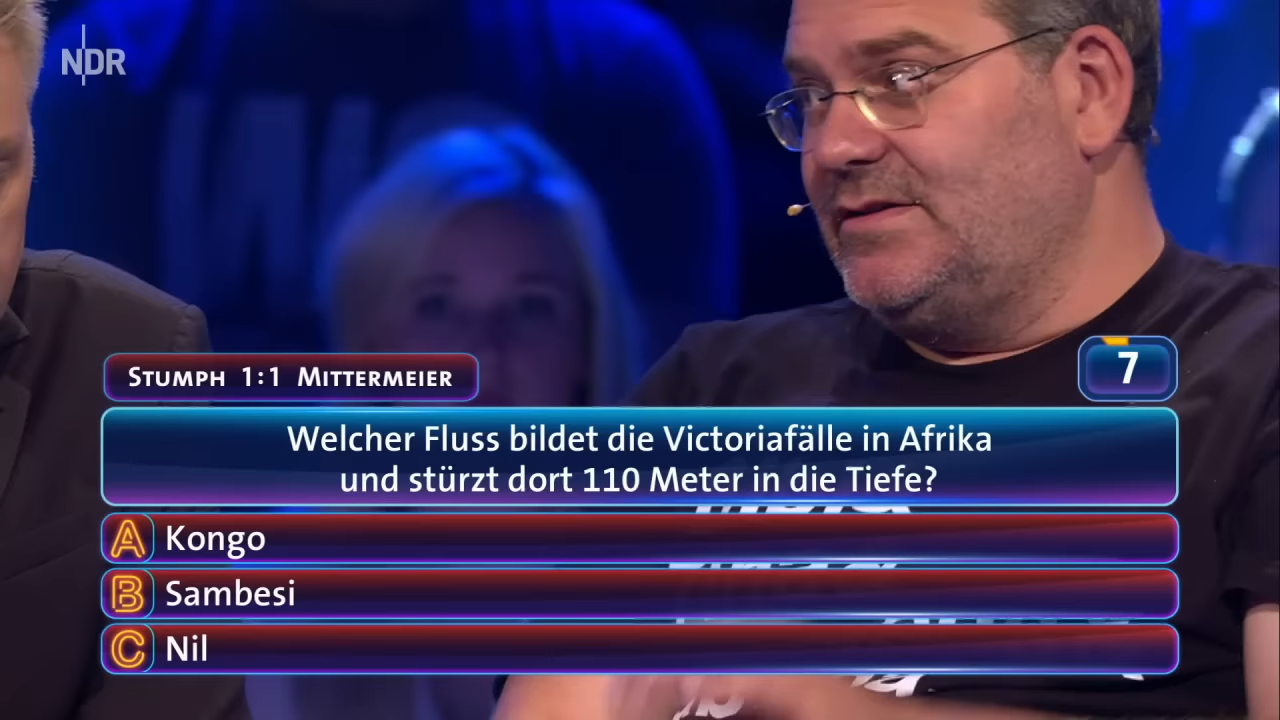 NDR
STUMPH 1:1 MITTERMEIER
7
Welcher Fluss bildet die Victoriafälle in Afrika
und stürzt dort 110 Meter in die Tiefe?
A Kongo
B Sambesi
C Nil